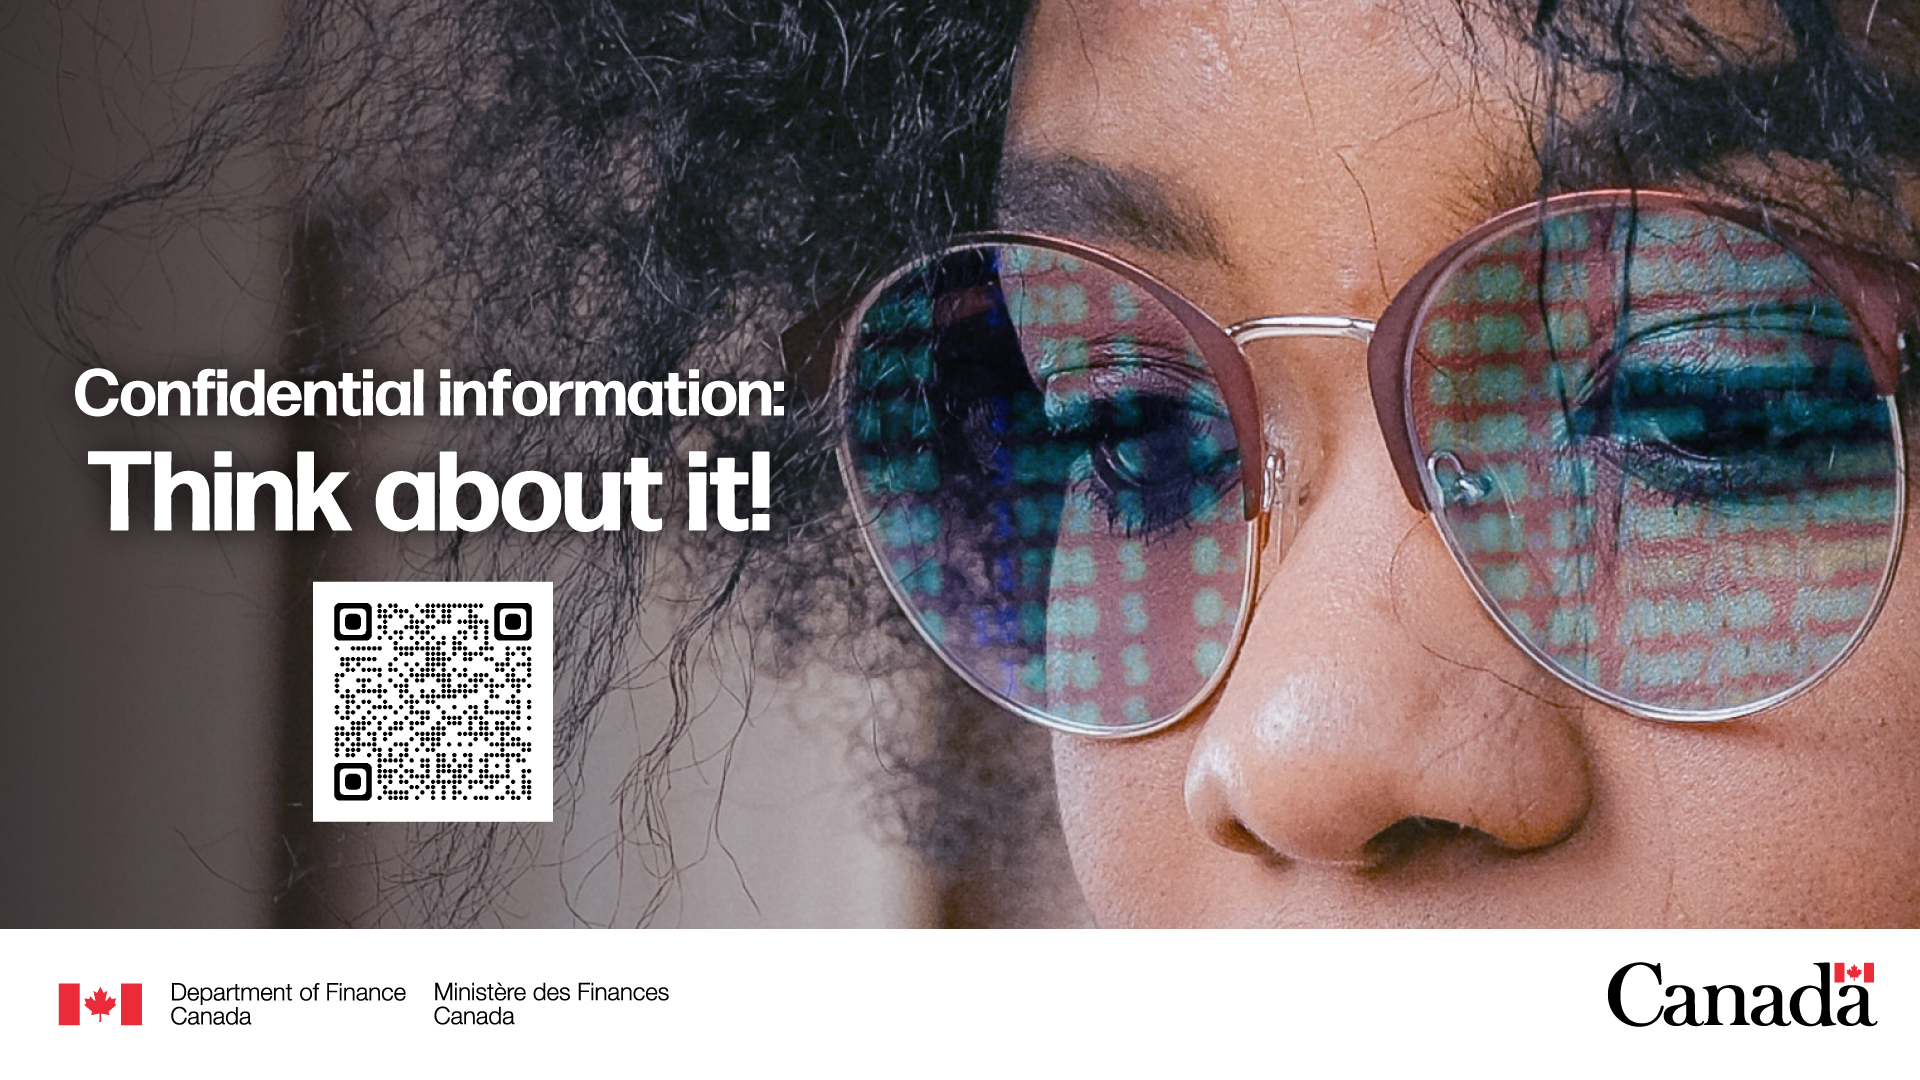 Confidential information:
Think about it!
Department of Finance
Canada
Ministère des Finances
Canada
Canada